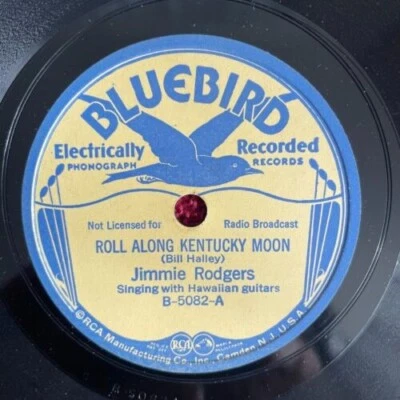 BLUEBIRD
Electrically Recorded
PHONOGRAPH RECORDS
Not Licensed for Radio Broadcast
ROLL ALONG KENTUCKY MOON
(Bill Halley)
Jimmie Rodgers
Singing with Hawaiian guitars
B-5082-A
RCA
©RCA Manufacturing Co., Inc., Camden, N.J. U.S.A.